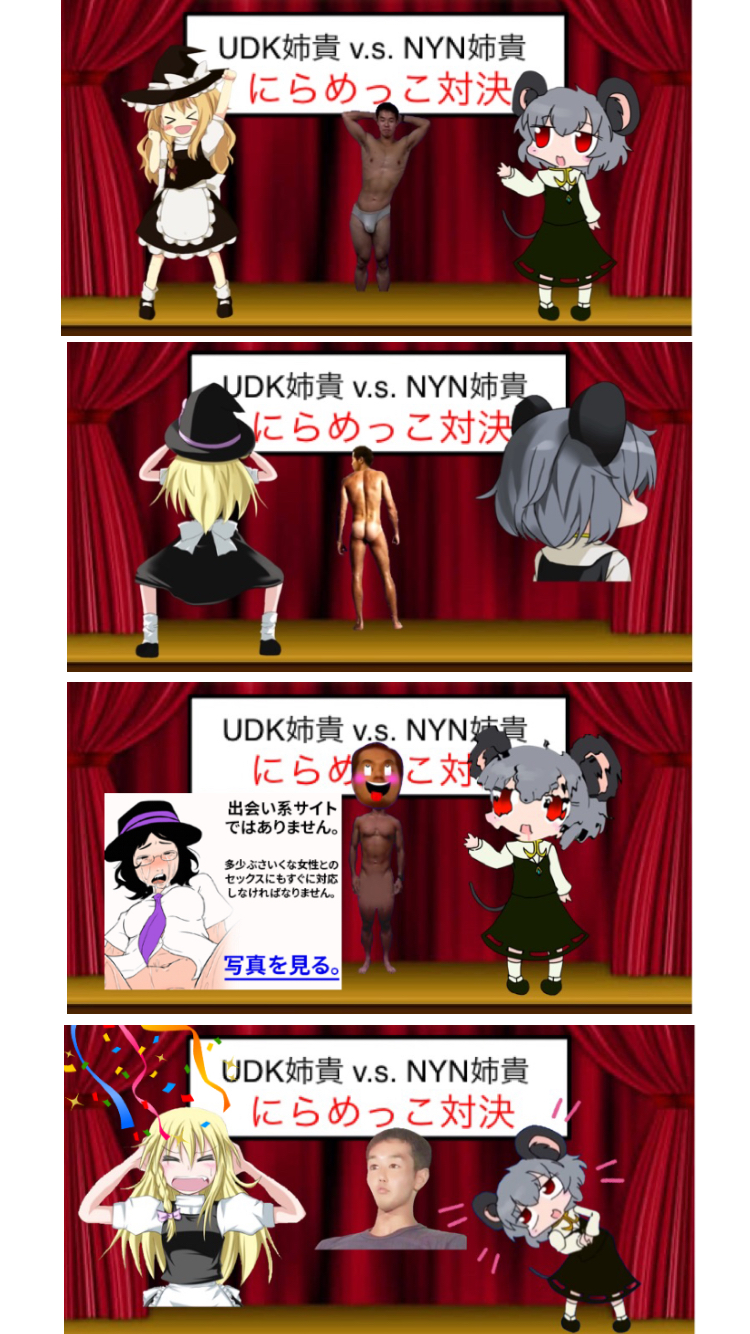 UDK姉貴 v.s. NYN姉貴
にらめっこ対決
UDK姉貴 v.s. NYN姉貴
にらめっこ対決
UDK姉貴 v.s. NYN姉貴
にらめ こ対
出会い系サイト
ではありません。
多少ぶさいくな女性との
セックスにもすぐに対応
しなければなりません。
写真を見る。
UDK姉貴 v.s. NYN姉貴
にらめっこ対決